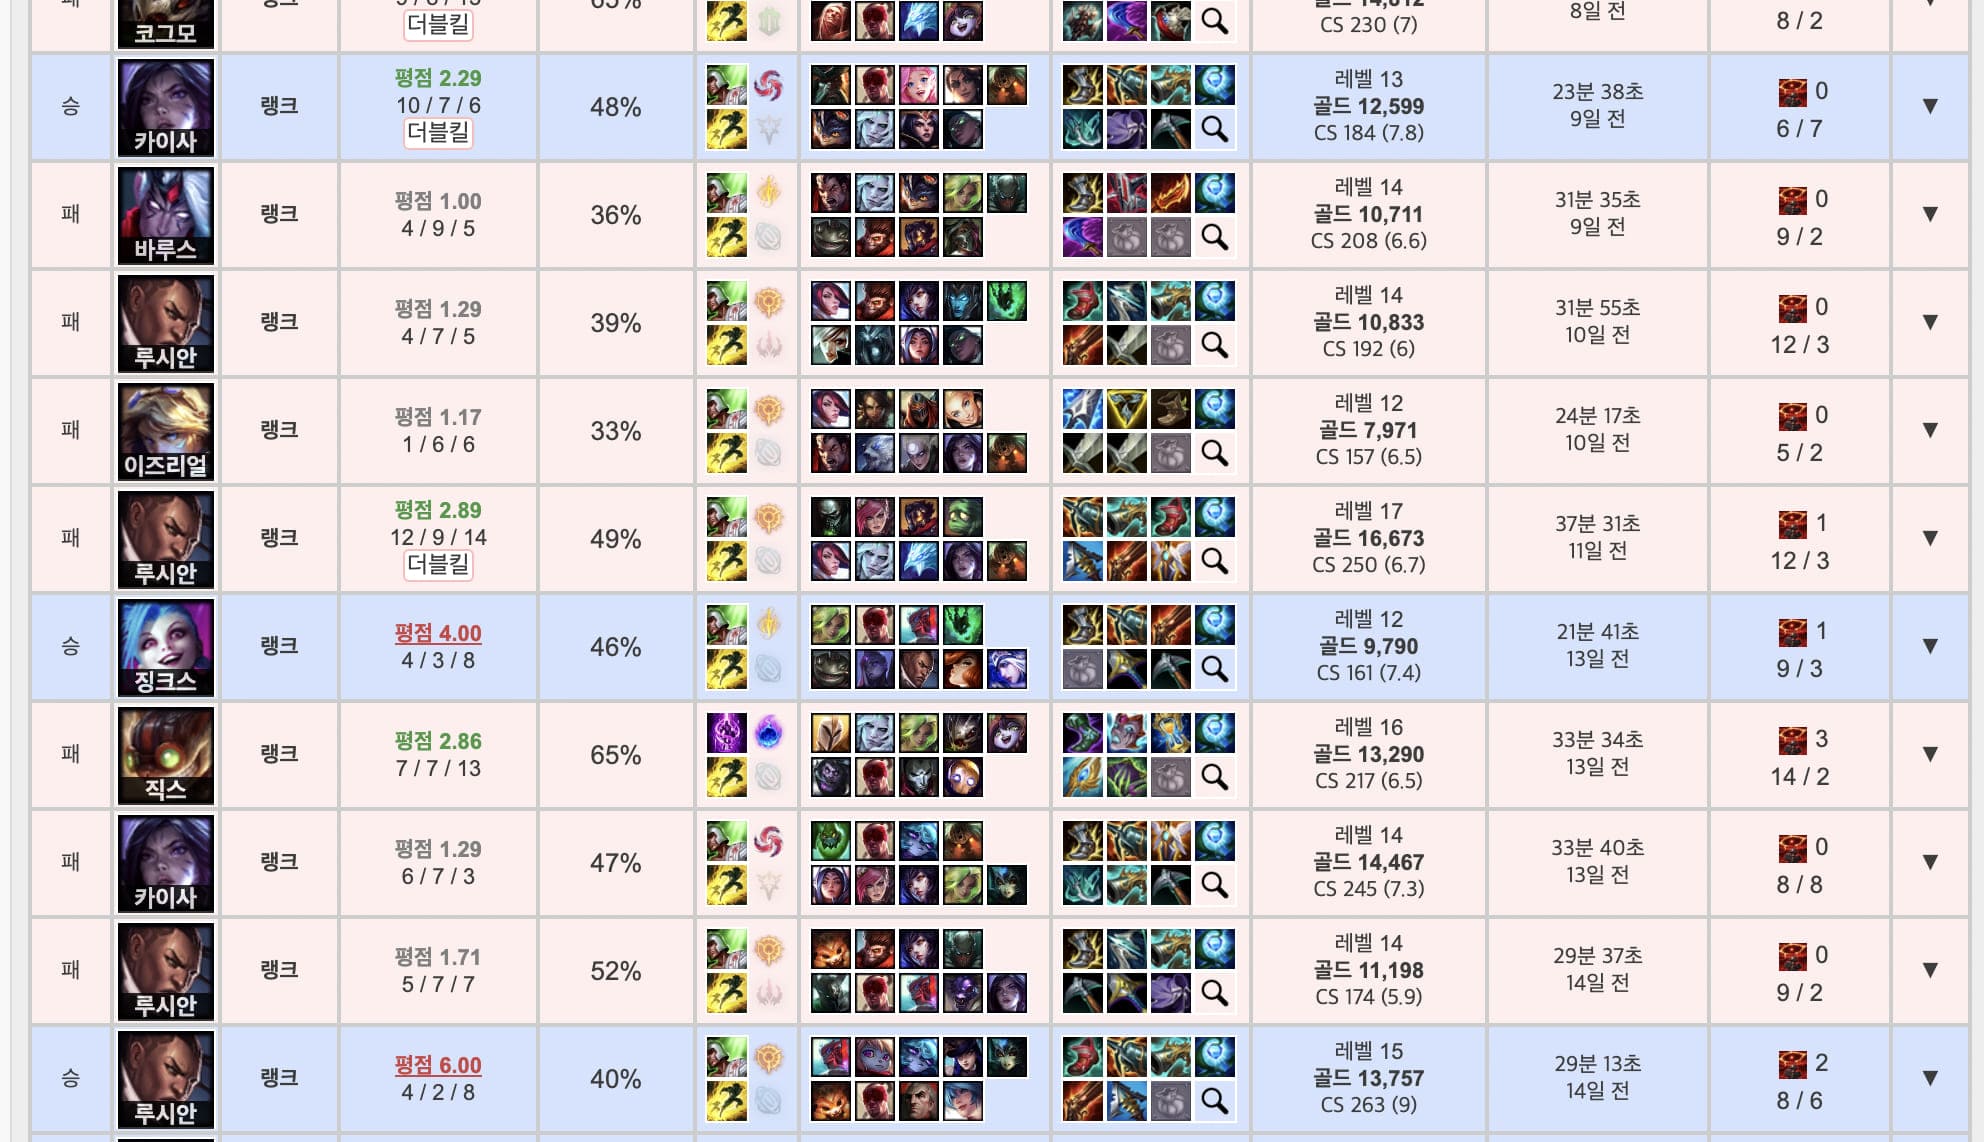 코그모
더블킬
CS 230 (7)
8일 전
8 / 2
승
카이사
랭크
평점 2.29
10 / 7 / 6
더블킬
48%
레벨 13
골드 12,599
CS 184 (7.8)
23분 38초
9일 전
0
6 / 7
▼
패
바루스
랭크
평점 1.00
4 / 9 / 5
36%
레벨 14
골드 10,711
CS 208 (6.6)
31분 35초
9일 전
0
9 / 2
▼
패
루시안
랭크
평점 1.29
4 / 7 / 5
39%
레벨 14
골드 10,833
CS 192 (6)
31분 55초
10일 전
0
12 / 3
▼
패
이즈리얼
랭크
평점 1.17
1 / 6 / 6
33%
레벨 12
골드 7,971
CS 157 (6.5)
24분 17초
10일 전
0
5 / 2
▼
패
루시안
랭크
평점 2.89
12 / 9 / 14
더블킬
49%
레벨 17
골드 16,673
CS 250 (6.7)
37분 31초
11일 전
1
12 / 3
▼
승
징크스
랭크
평점 4.00
4 / 3 / 8
46%
레벨 12
골드 9,790
CS 161 (7.4)
21분 41초
13일 전
1
9 / 3
▼
패
직스
랭크
평점 2.86
7 / 7 / 13
65%
레벨 16
골드 13,290
CS 217 (6.5)
33분 34초
13일 전
3
14 / 2
▼
패
카이사
랭크
평점 1.29
6 / 7 / 3
47%
레벨 14
골드 14,467
CS 245 (7.3)
33분 40초
13일 전
0
8 / 8
▼
패
루시안
랭크
평점 1.71
5 / 7 / 7
52%
레벨 14
골드 11,198
CS 174 (5.9)
29분 37초
14일 전
0
9 / 2
▼
승
루시안
랭크
평점 6.00
4 / 2 / 8
40%
레벨 15
골드 13,757
CS 263 (9)
29분 13초
14일 전
2
8 / 6
▼